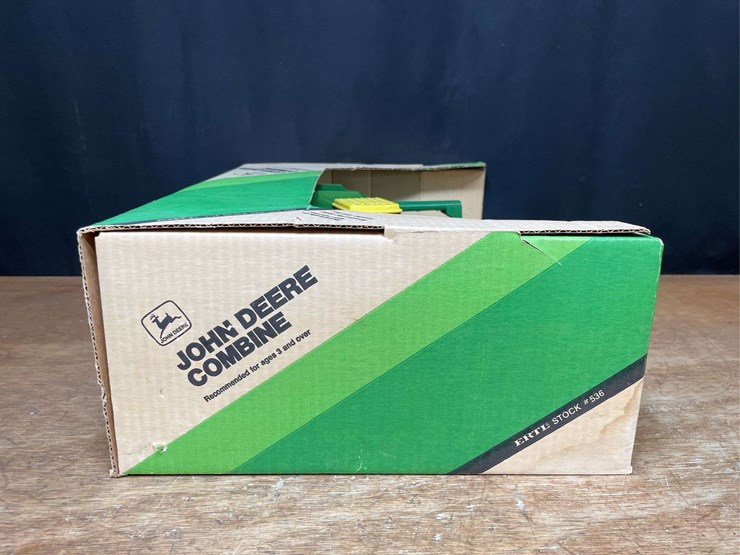 JOHN DEERE
JOHN DEERE
COMBINE
Recommended for ages 3 and over
ERTL STOCK #536